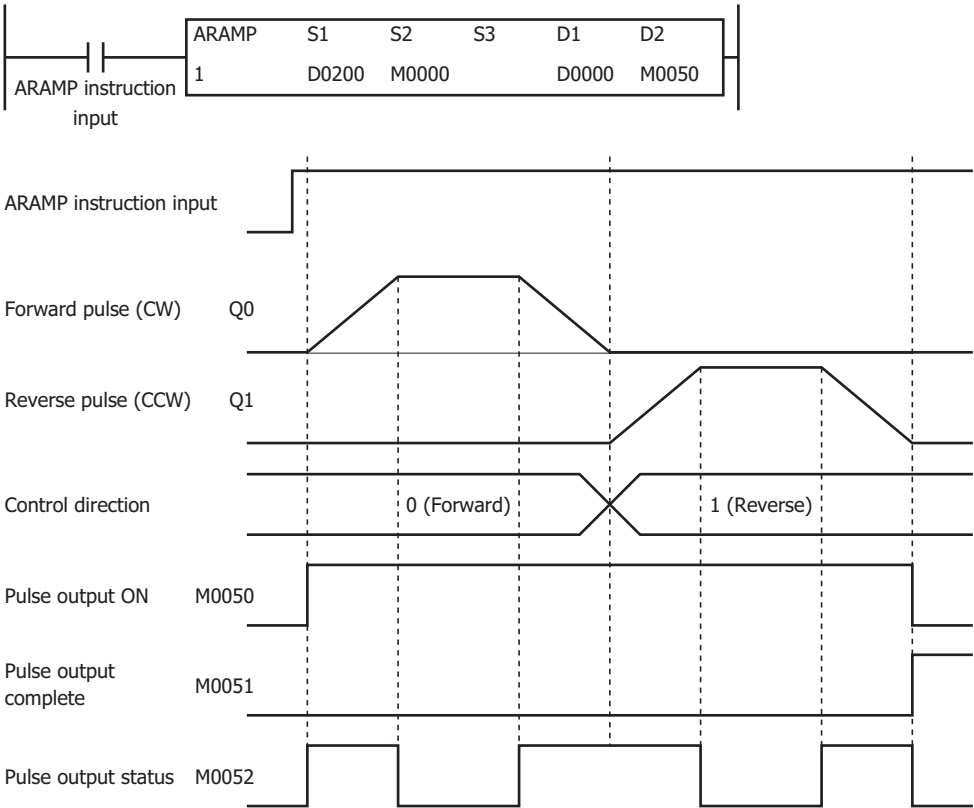 ARAMP S1 S2 S3 D1 D2
1 D0200 M0000 D0000 M0050
ARAMP instruction
input
ARAMP instruction input
Forward pulse (CW) Q0
Reverse pulse (CCW) Q1
Control direction 0 (Forward) 1 (Reverse)
Pulse output ON M0050
Pulse output
complete M0051
Pulse output status M0052